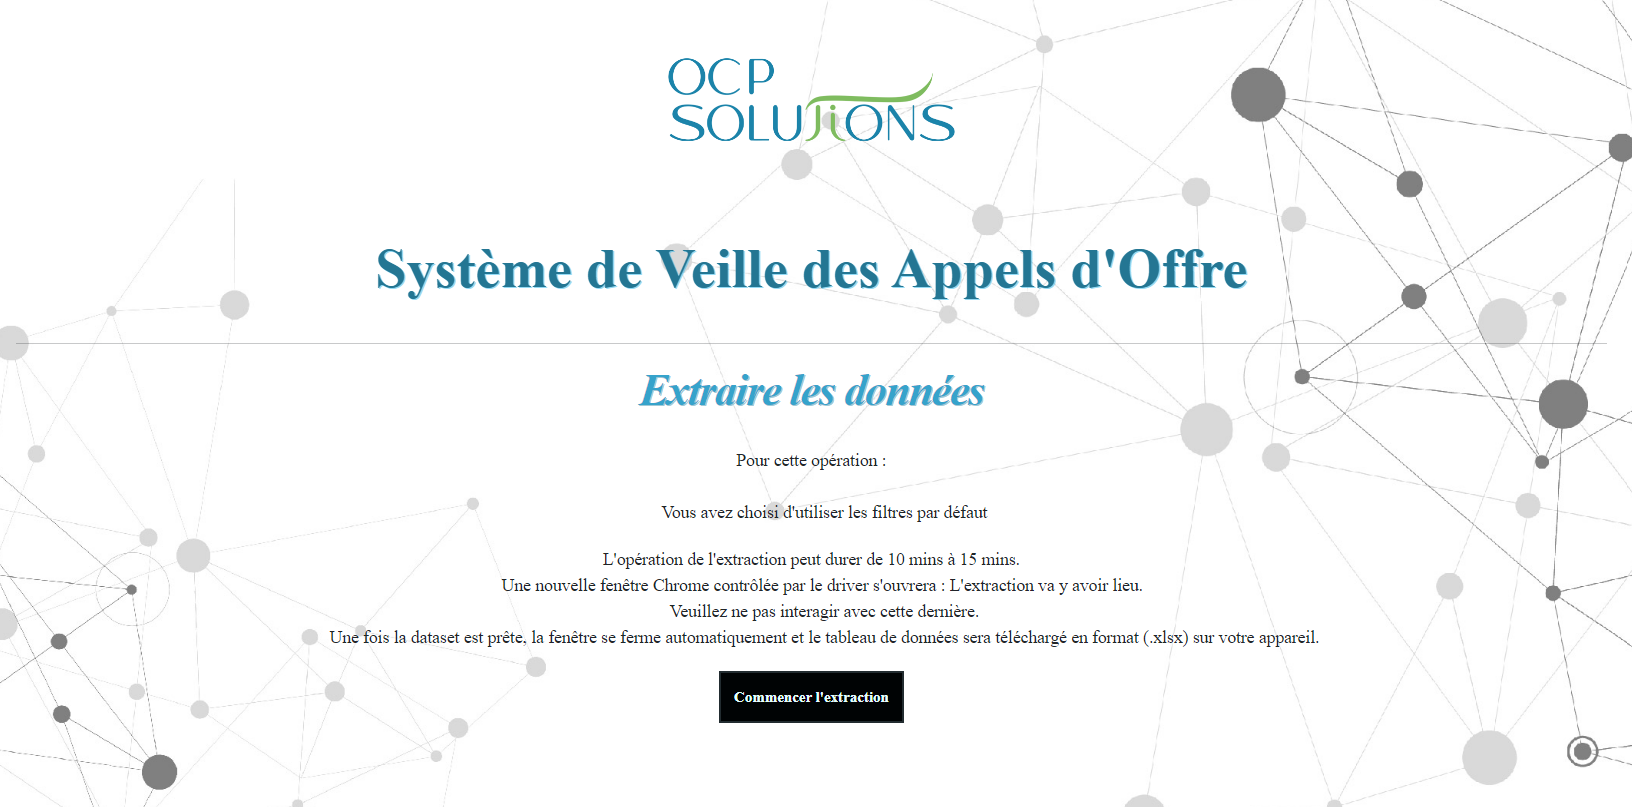 OCP
SOLUTIONS
Système de Veille des Appels d'Offre
Extraire les données
Pour cette opération :
Vous avez choisi d'utiliser les filtres par défaut
L'opération de l'extraction peut durer de 10 mins à 15 mins.
Une nouvelle fenêtre Chrome contrôlée par le driver s'ouvrera : L'extraction va y avoir lieu.
Veuillez ne pas interagir avec cette dernière.
Une fois la dataset est prête, la fenêtre se ferme automatiquement et le tableau de données sera téléchargé en format (.xlsx) sur votre appareil.
Commencer l'extraction